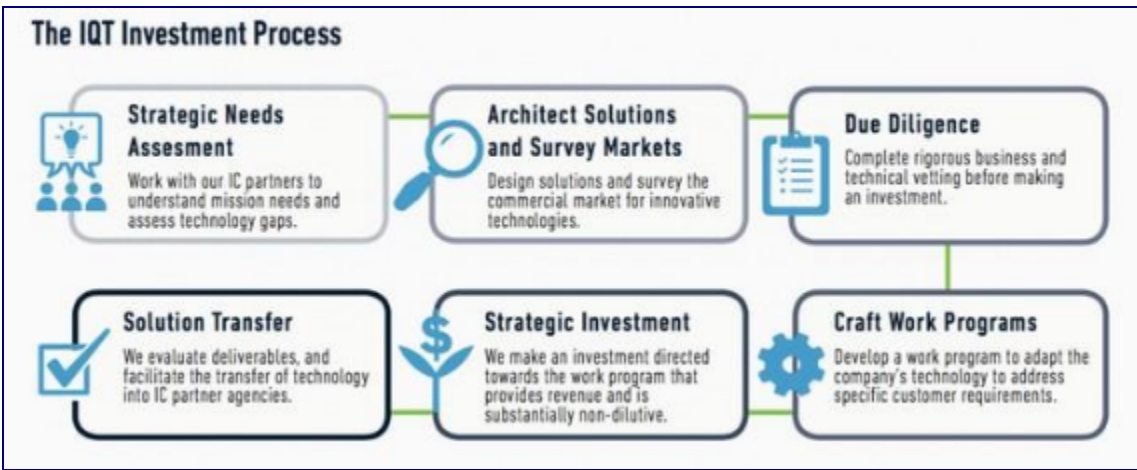 The IQT Investment Process
Strategic Needs
Assesment
Work with our IC partners to
understand mission needs and
assess technology gaps.
Architect Solutions
and Survey Markets
Design solutions and survey the
commercial market for innovative
technologies.
Due Diligence
Complete rigorous business and
technical vetting before making
an investment.
Craft Work Programs
Develop a work program to adapt the
company's technology to address
specific customer requirements.
Strategic Investment
We make an investment directed
towards the work program that
provides revenue and is
substantially non-dilutive.
Solution Transfer
We evaluate deliverables, and
facilitate the transfer of technology
into IC partner agencies.